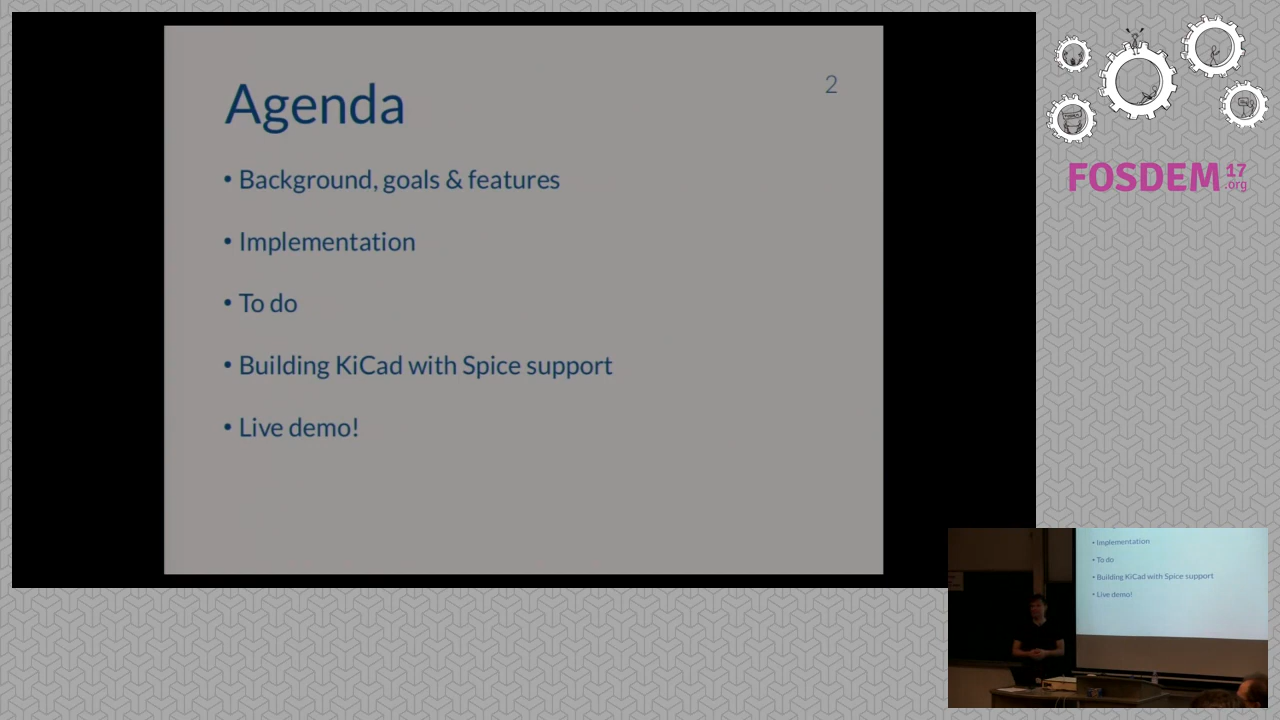 Agenda
2
• Background, goals & features
• Implementation
• To do
• Building KiCad with Spice support
• Live demo!
FOSDEM 17
.org
• Implementation
• To do
• Building KiCad with Spice support
• Live demo!